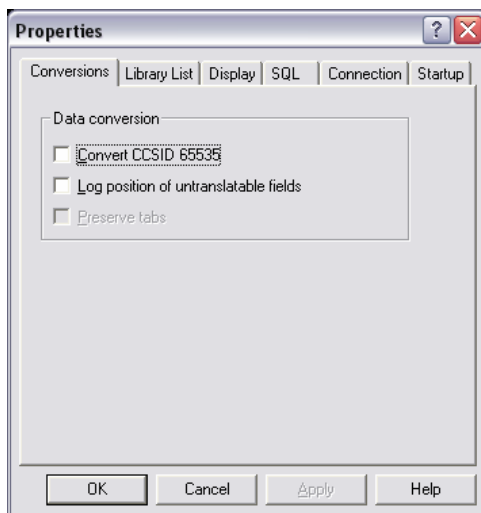 Properties
Conversions Library List Display SQL Connection Startup
Data conversion
Convert CCSID 65535
Log position of untranslatable fields
Preserve tabs
OK Cancel Apply Help